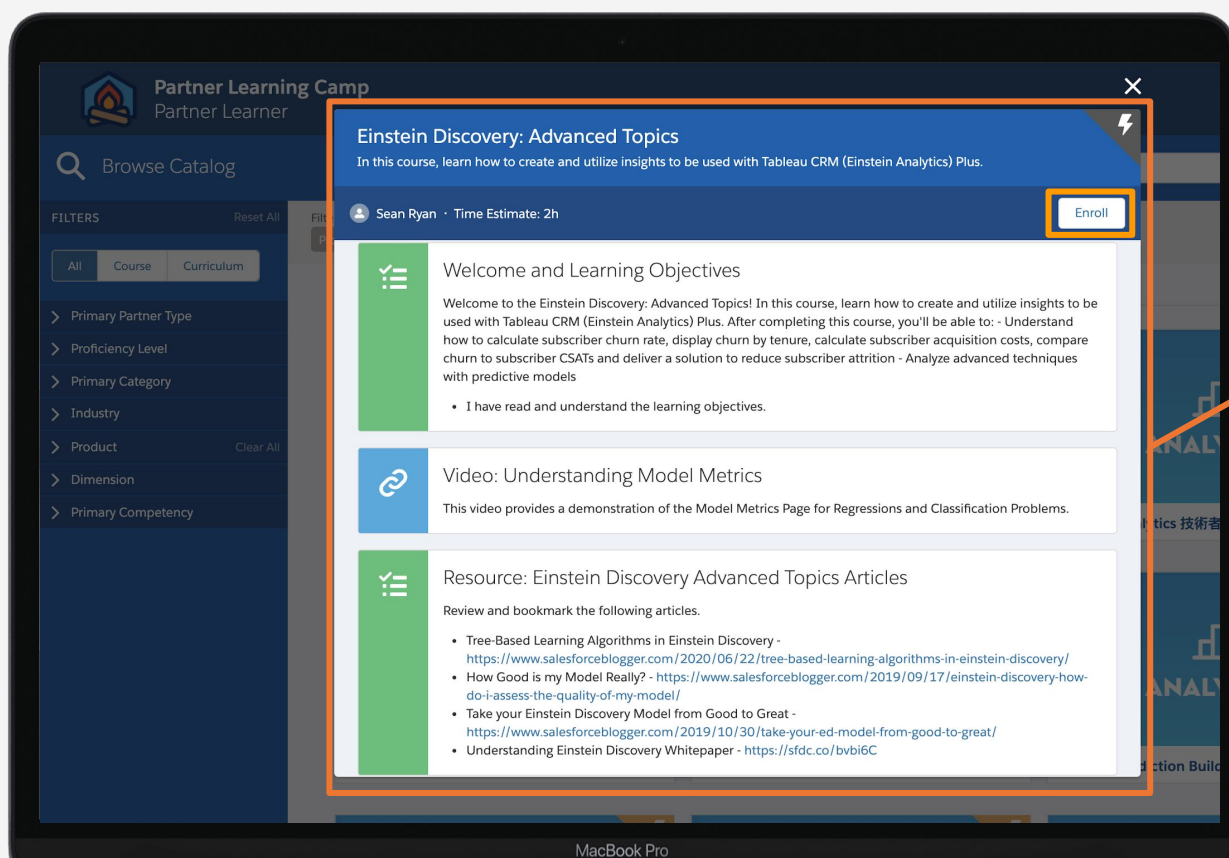 Partner Learning Camp
Partner Learner
Browse Catalog
FILTERS
Reset All
All
Course
Curriculum
Primary Partner Type
Proficiency Level
Primary Category
Industry
Product
Clear All
Dimension
Primary Competency
Einstein Discovery: Advanced Topics
In this course, learn how to create and utilize insights to be used with Tableau CRM (Einstein Analytics) Plus.
Sean Ryan · Time Estimate: 2h
Enroll
Welcome and Learning Objectives
Welcome to the Einstein Discovery: Advanced Topics! In this course, learn how to create and utilize insights to be
used with Tableau CRM (Einstein Analytics) Plus. After completing this course, you'll be able to: - Understand
how to calculate subscriber churn rate, display churn by tenure, calculate subscriber acquisition costs, compare
churn to subscriber CSATs and deliver a solution to reduce subscriber attrition - Analyze advanced techniques
with predictive models
• I have read and understand the learning objectives.
Video: Understanding Model Metrics
This video provides a demonstration of the Model Metrics Page for Regressions and Classification Problems.
Resource: Einstein Discovery Advanced Topics Articles
Review and bookmark the following articles.
• Tree-Based Learning Algorithms in Einstein Discovery -
https://www.salesforceblogger.com/2020/06/22/tree-based-learning-algorithms-in-einstein-discovery/
• How Good is my Model Really? - https://www.salesforceblogger.com/2019/09/17/einstein-discovery-how-
do-i-assess-the-quality-of-my-model/
• Take your Einstein Discovery Model from Good to Great -
https://www.salesforceblogger.com/2019/10/30/take-your-ed-model-from-good-to-great/
• Understanding Einstein Discovery Whitepaper - https://sfdc.co/bvbi6C
技術者
MacBook Pro